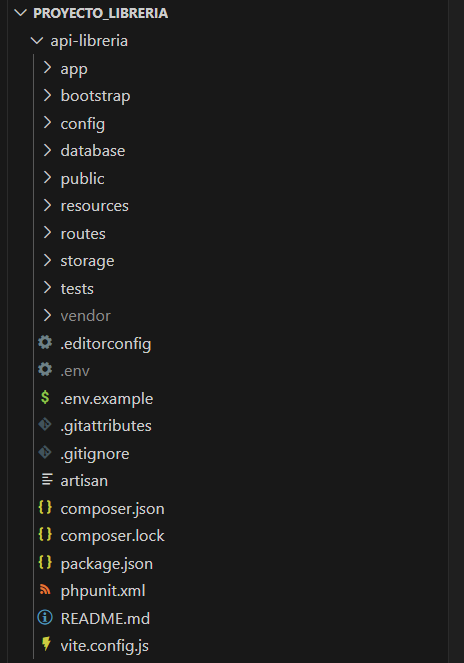 PROYECTO_LIBRERIA
api-libreria
app
bootstrap
config
database
public
resources
routes
storage
tests
vendor
.editorconfig
.env
.env.example
.gitattributes
.gitignore
artisan
composer.json
composer.lock
package.json
phpunit.xml
README.md
vite.config.js